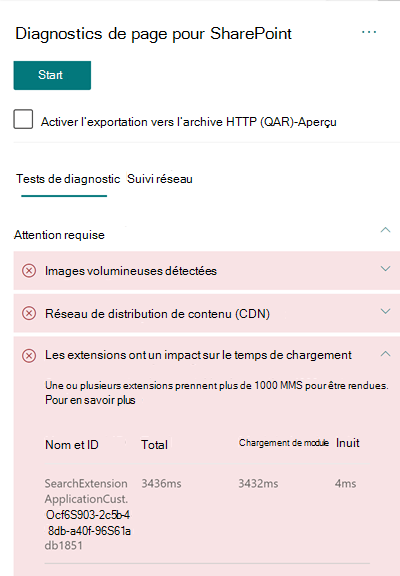 Diagnostics de page pour SharePoint
...
Start
Activer l'exportation vers l'archive HTTP (QAR)-Aperçu
Tests de diagnostic Suivi réseau
Attention requise
Images volumineuses détectées
Réseau de distribution de contenu (CDN)
Les extensions ont un impact sur le temps de chargement
Une ou plusieurs extensions prennent plus de 1000 MMS pour être rendues.
Pour en savoir plus
Nom et ID Total Chargement de module Inuit
SearchExtension 3436ms 3432ms 4ms
ApplicationCust.
Ocf6S903-2c5b-4
8db-a40f-96S61a
db1851